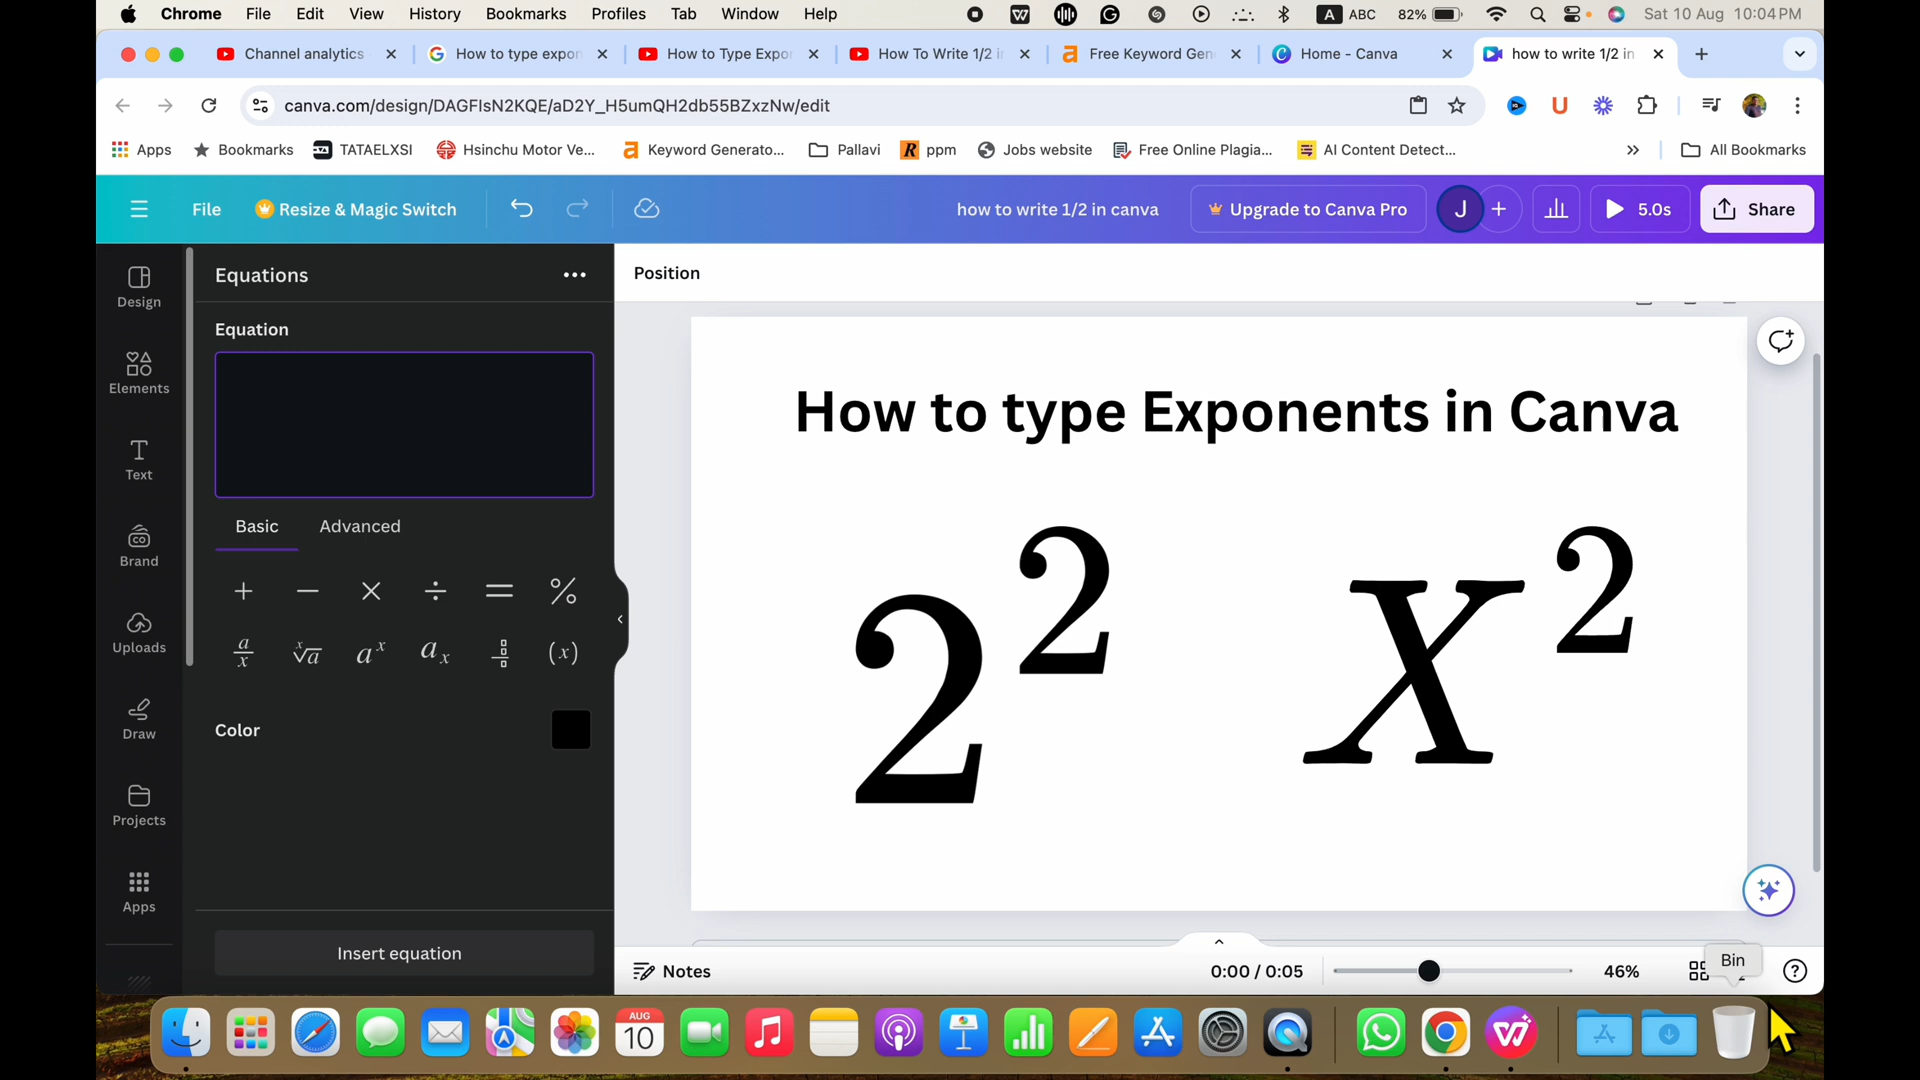 Chrome File Edit View History Bookmarks Profiles Tab Window Help A ABC 82% Sat 10 Aug 10:04 PM
Channel analytics How to type expon How to Type Expo How To Write 1/2 i Free Keyword Gen Home - Canva how to write 1/2 in
canva.com/design/DAGFIsN2KQE/aD2Y_H5umQH2db55BZxzNw/edit
Apps Bookmarks TATAELXSI Hsinchu Motor Ve... Keyword Generato... Pallavi ppm Jobs website Free Online Plagia... AI Content Detect... All Bookmarks
File Resize & Magic Switch how to write 1/2 in canva Upgrade to Canva Pro J + 5.0s Share
Design
Elements
Text
Brand
Uploads
Draw
Projects
Apps
Equations
Equation
Basic Advanced
+ − × ÷ = %
a/x ˣ√a aˣ aₓ (x)
Color
Insert equation
Position
How to type Exponents in Canva
2² X²
Notes 0:00 / 0:05 46%
Bin
AUG
10